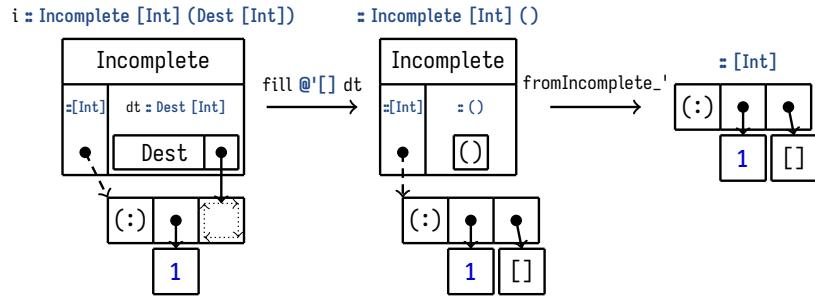 i :: Incomplete [Int] (Dest [Int])
:: Incomplete [Int] ()
Incomplete
::[Int]
dt :: Dest [Int]
Dest
(:)
1
fill @'[] dt
Incomplete
::[Int]
:: ()
()
(:)
1
[]
fromIncomplete_'
:: [Int]
(:)
1
[]